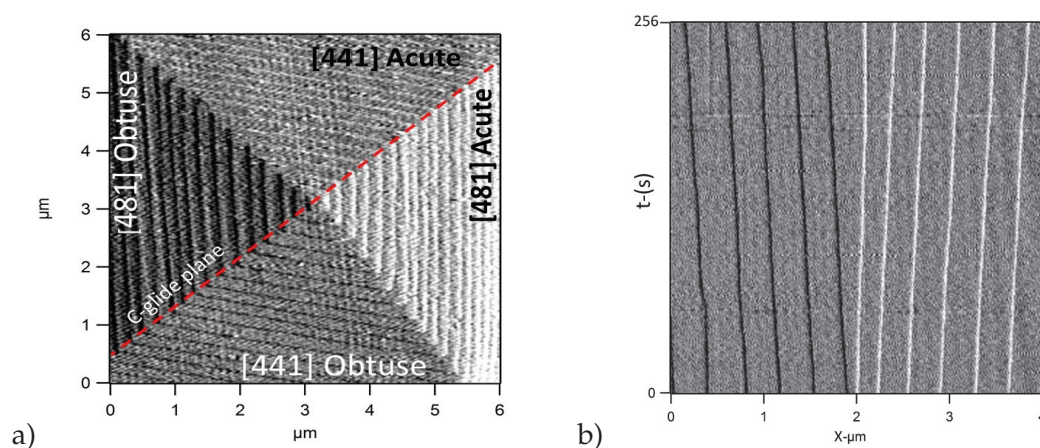 6
5
4
3
2
1
0
µm
[441] Acute
[481] Obtuse
[481] Acute
C-glide plane
[441] Obtuse
0 1 2 3 4 5 6
µm
a)
256
t-(s)
0
0 1 2 3 4
X-µm
b)